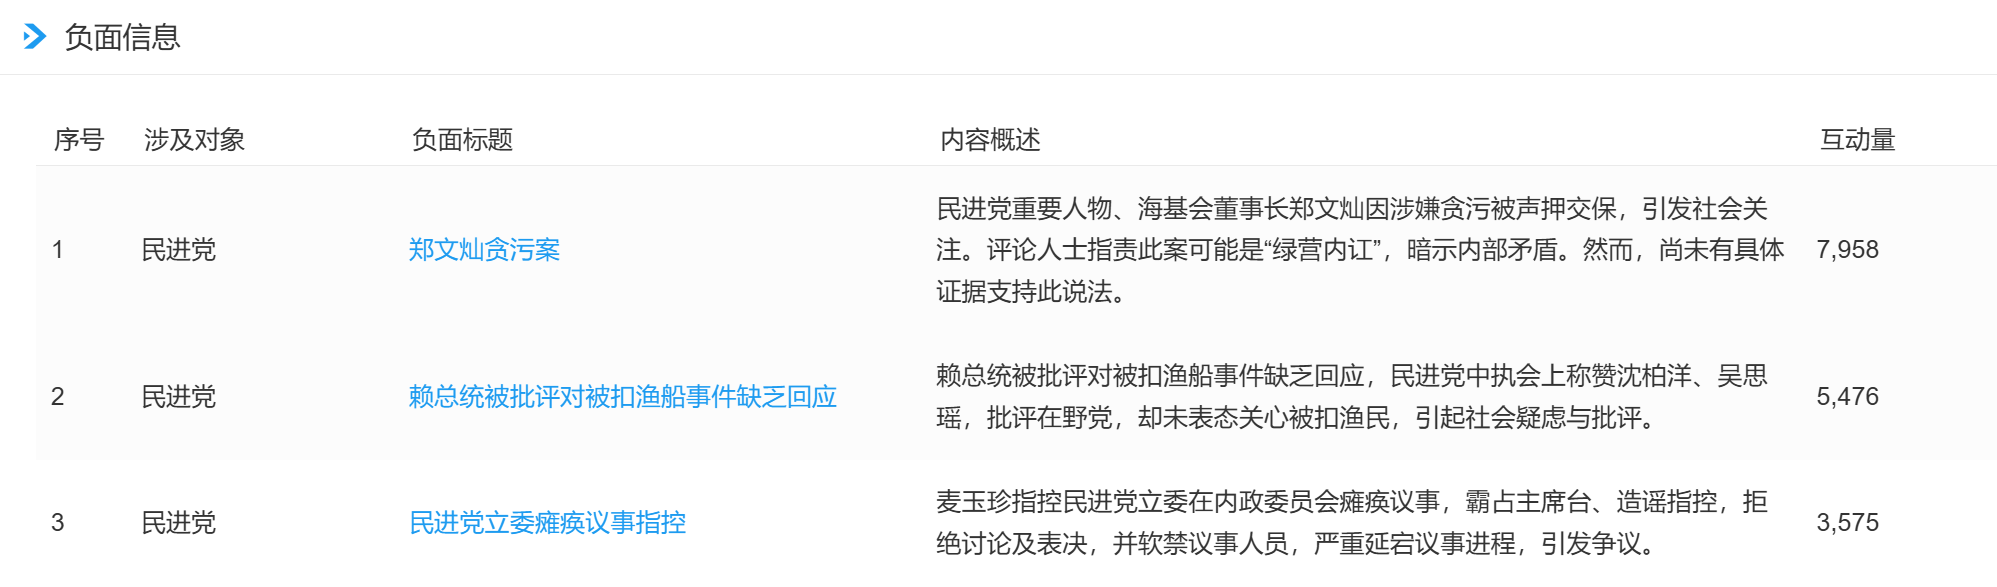 负面信息
序号 涉及对象 负面标题 内容概述 互动量
民进党重要人物、海基会董事长郑文灿因涉嫌贪污被声押交保，引发社会关
1 民进党 郑文灿贪污案 注。评论人士指责此案可能是“绿营内讧”，暗示内部矛盾。然而，尚未有具体 7,958
证据支持此说法。
赖总统被批评对被扣渔船事件缺乏回应，民进党中执会上称赞沈柏洋、吴思
2 民进党 赖总统被批评对被扣渔船事件缺乏回应 5,476
瑶，批评在野党，却未表态关心被扣渔民，引起社会疑虑与批评。
麦玉珍指控民进党立委在内政委员会瘫痪议事，霸占主席台、造谣指控，拒
3 民进党 民进党立委瘫痪议事指控 3,575
绝讨论及表决，并软禁议事人员，严重延宕议事进程，引发争议。